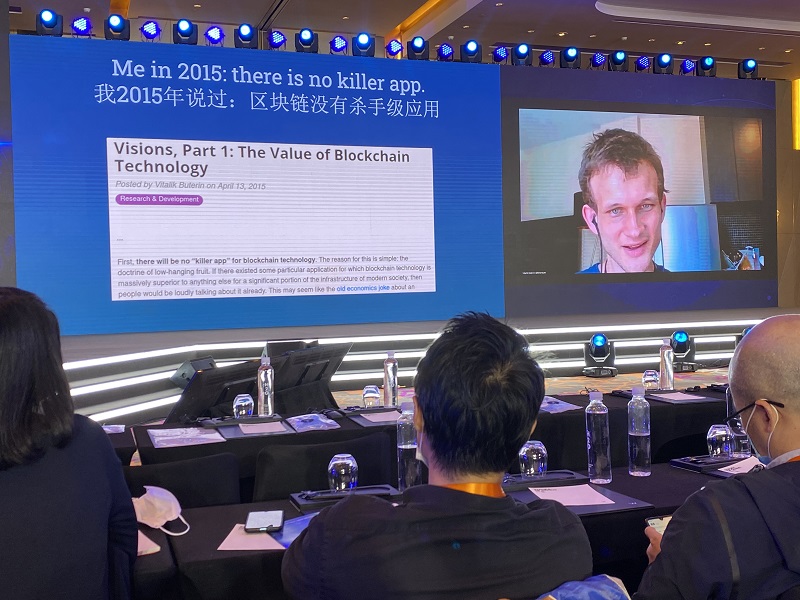 Me in 2015: there is no killer app.
我2015年说过：区块链没有杀手级应用
Visions, Part 1: The Value of Blockchain
Technology
Posted by Vitalik Buterin on April 13, 2015
Research & Development
First, there will be no "killer app" for blockchain technology. The reason for this is simple: the
doctrine of low-hanging fruit. If there existed some particular application for which blockchain technology is
massively superior to anything else for a significant portion of the infrastructure of modern society, then
people would be loudly talking about it already. This may seem like the old economics joke about an